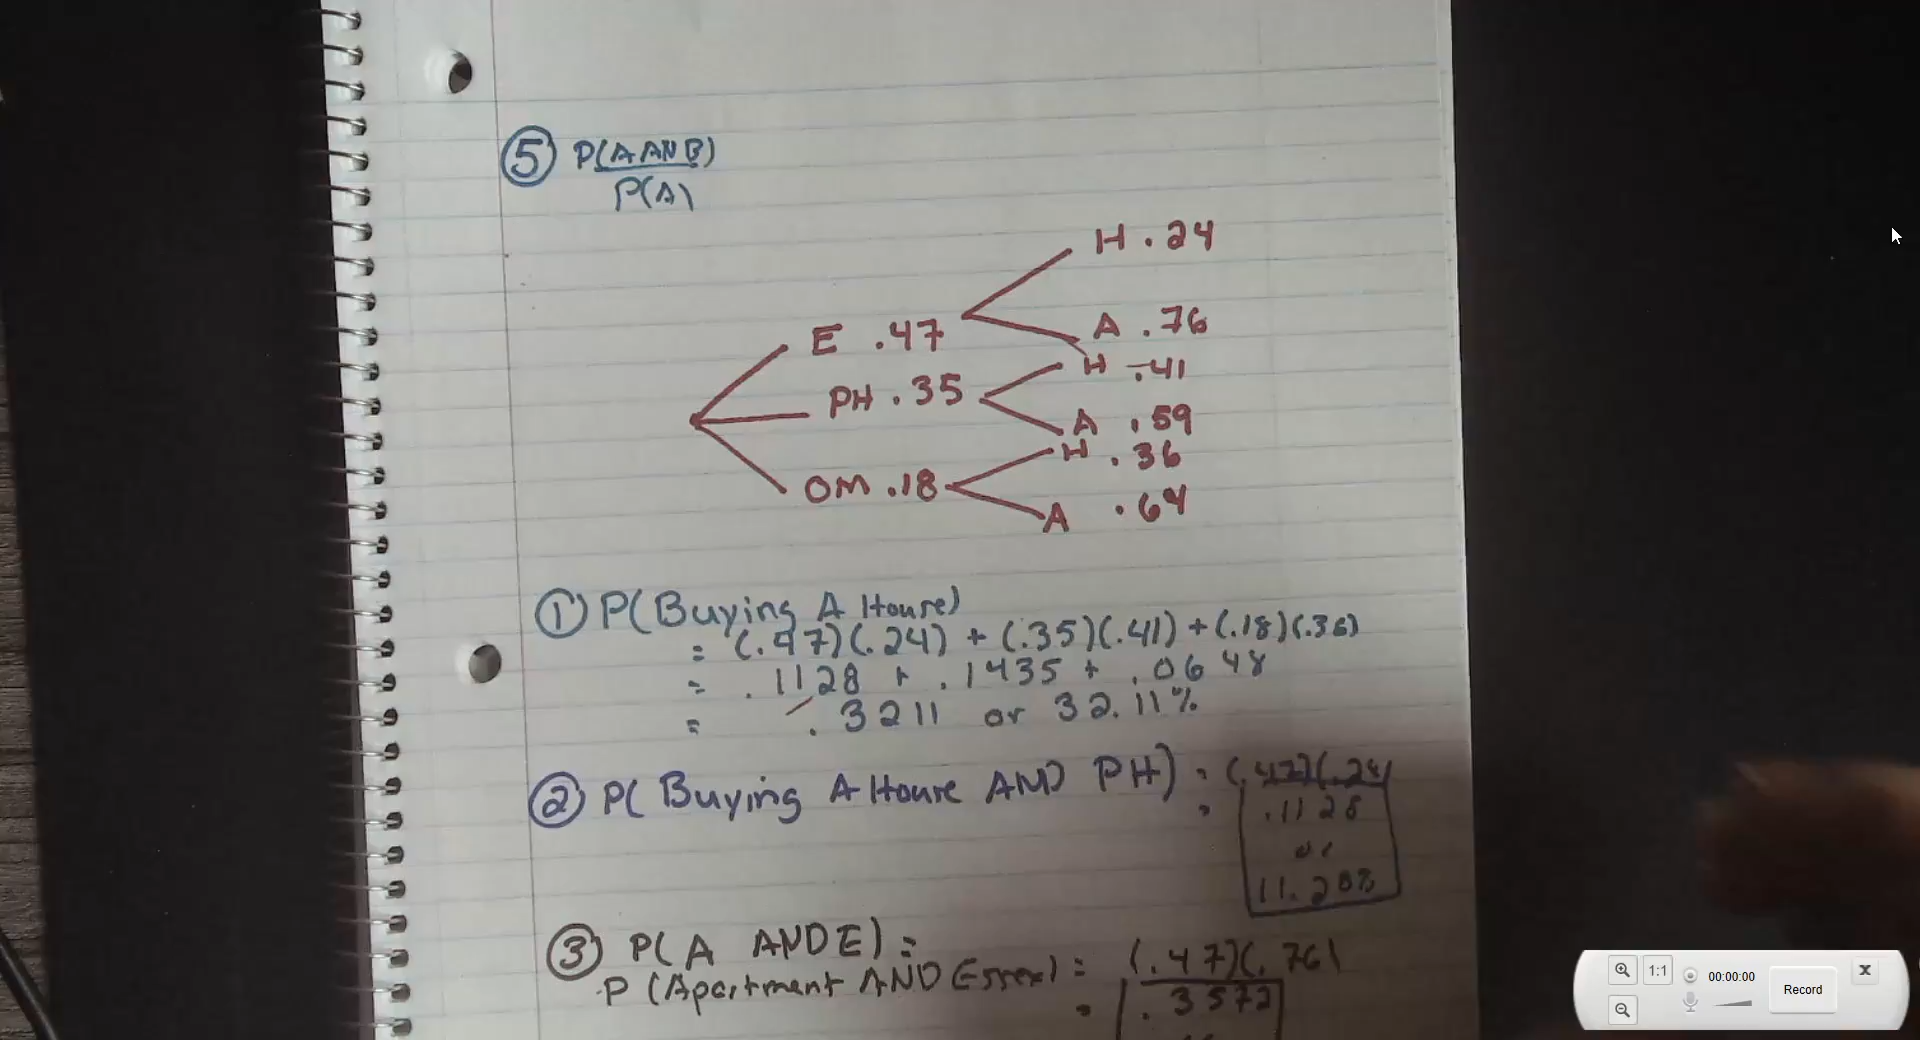 5 P(A AND B)
P(A)
H .24
E .47
A .76
H .41
PH .35
A .59
H .36
OM .18
A .64
1 P(Buying A House)
= (.47)(.24) + (.35)(.41) + (.18)(.36)
= .1128 + .1435 + .0648
= .3211 or 32.11%
2 P(Buying A House AND PH) = (.47)(.24)
= .1128
or
11.28%
3 P(A AND E) =
P(Apartment AND Essex) = (.47)(.76)
= .3572
1:1
00:00:00
Record
X